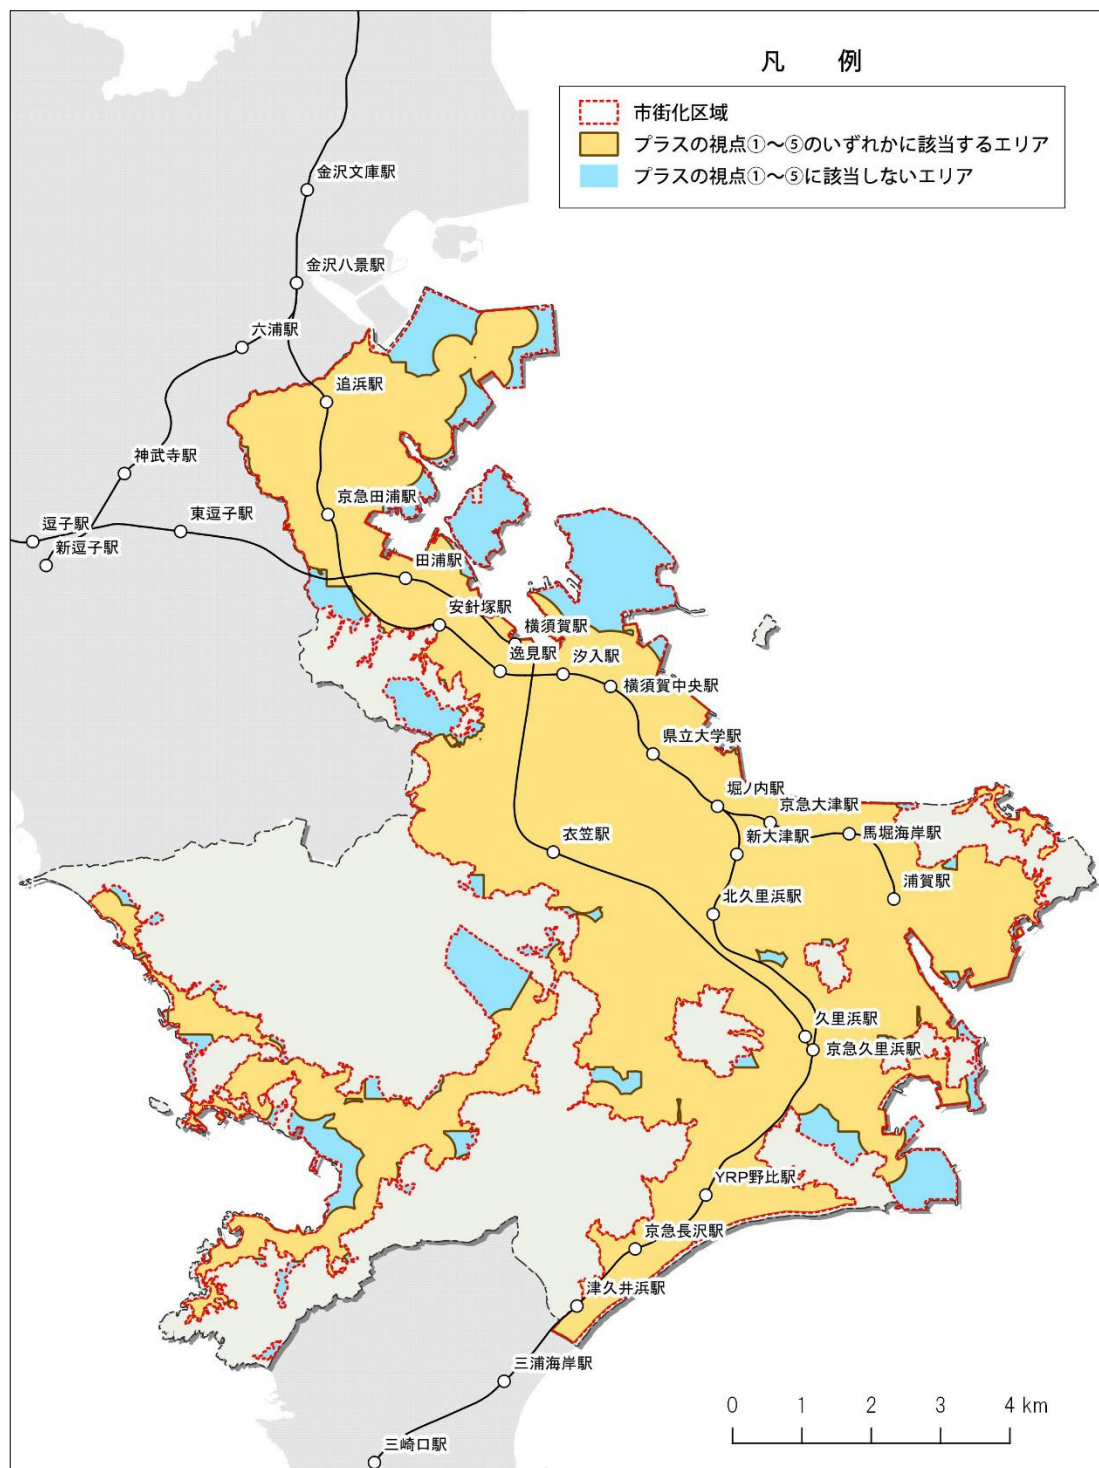 凡 例
市街化区域
プラスの視点①～⑤のいずれかに該当するエリア
プラスの視点①～⑤に該当しないエリア
金沢文庫駅
金沢八景駅
六浦駅
追浜駅
神武寺駅
京急田浦駅
東逗子駅
逗子駅
新逗子駅
田浦駅
安針塚駅
横須賀駅
逸見駅
汐入駅
横須賀中央駅
県立大学駅
堀ノ内駅
京急大津駅
馬堀海岸駅
新大津駅
衣笠駅
浦賀駅
北久里浜駅
久里浜駅
京急久里浜駅
YRP野比駅
京急長沢駅
津久井浜駅
三浦海岸駅
三崎口駅
0 1 2 3 4 km